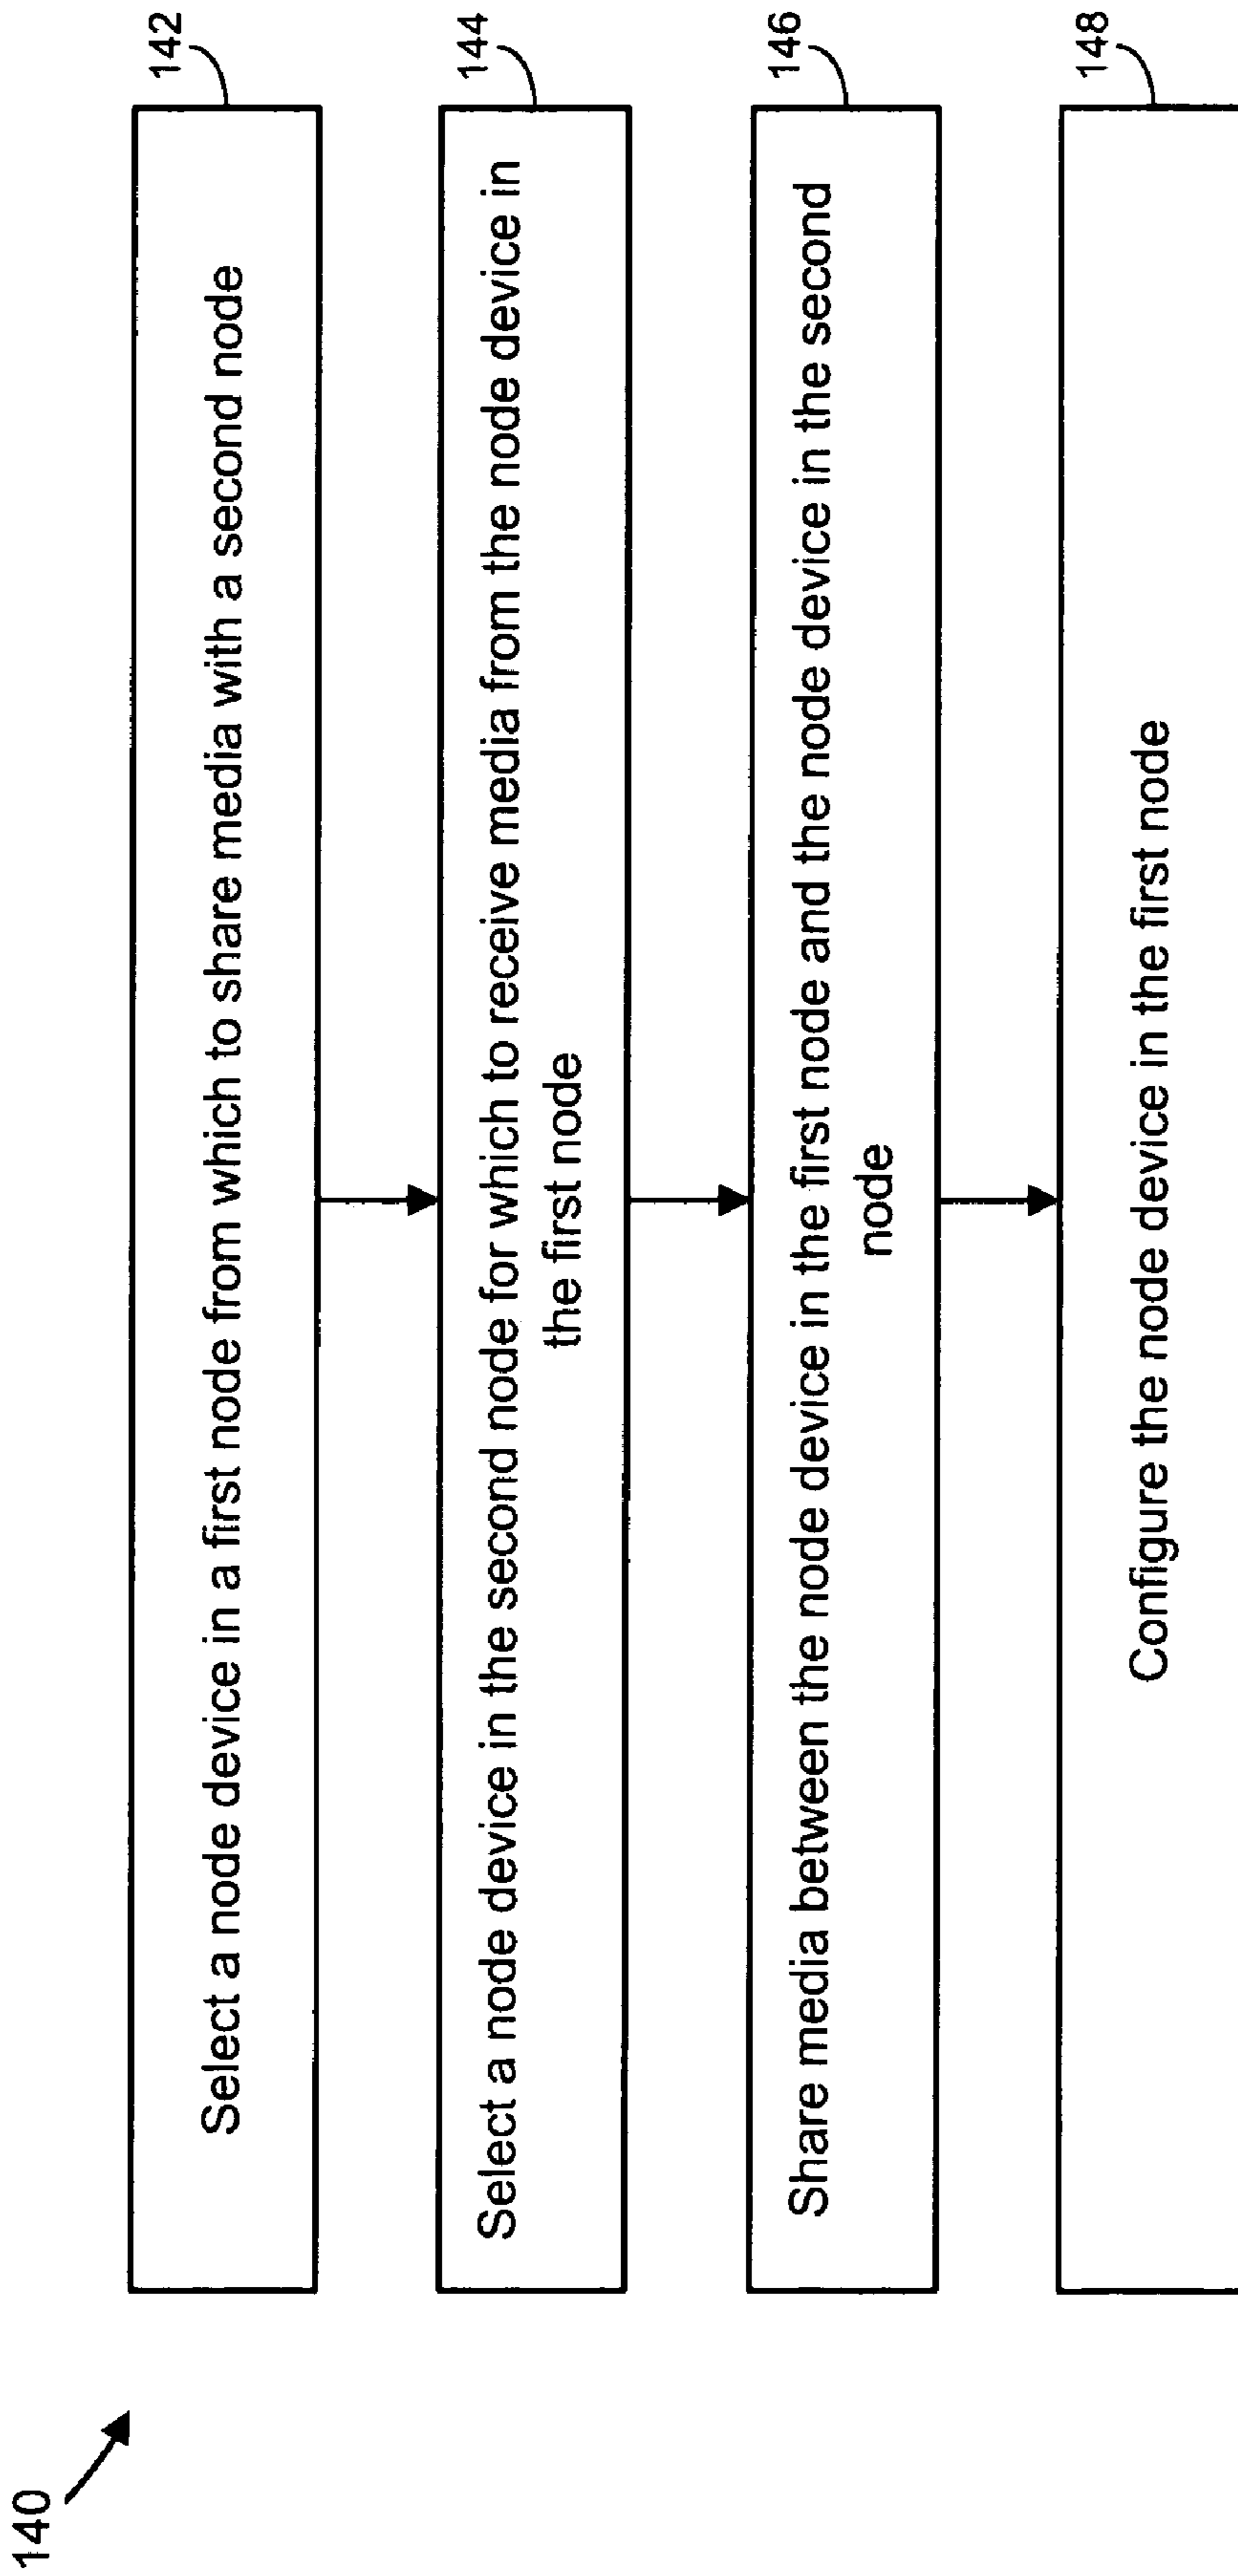 140
Select a node device in a first node from which to share media with a second node
142
Select a node device in the second node for which to receive media from the node device in
the first node
144
Share media between the node device in the first node and the node device in the second
node
146
Configure the node device in the first node
148